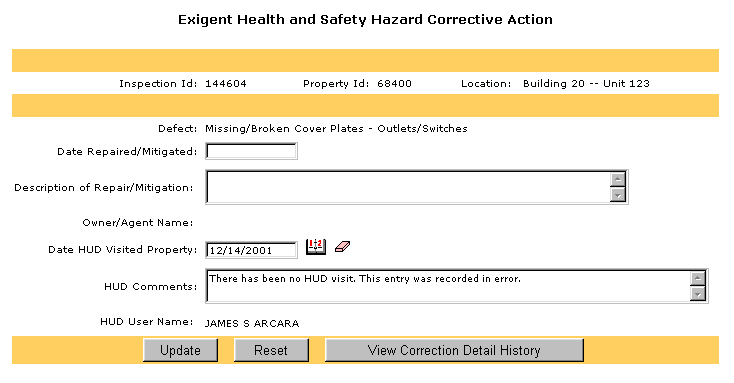 Exigent Health and Safety Hazard Corrective Action
Inspection Id: 144604 Property Id: 68400 Location: Building 20 -- Unit 123
Defect: Missing/Broken Cover Plates - Outlets/Switches
Date Repaired/Mitigated:
Description of Repair/Mitigation:
Owner/Agent Name:
Date HUD Visited Property: 12/14/2001
HUD Comments: There has been no HUD visit. This entry was recorded in error.
HUD User Name: JAMES S ARCARA
Update Reset View Correction Detail History